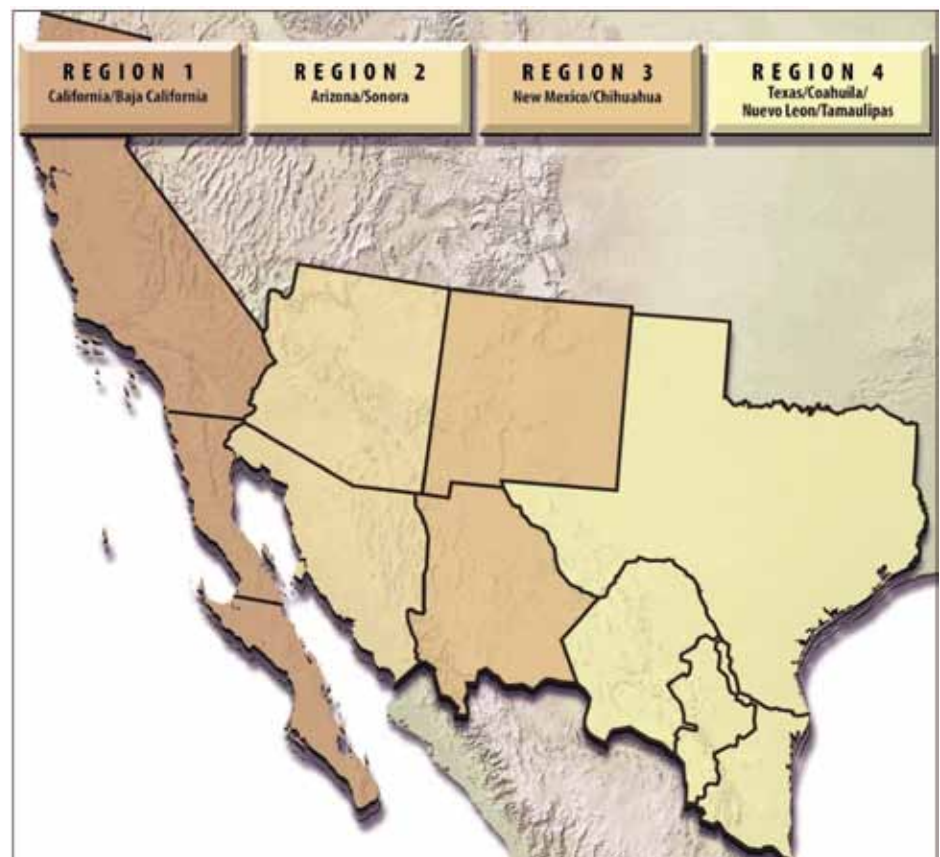 REGION 1
California/Baja California
REGION 2
Arizona/Sonora
REGION 3
New Mexico/Chihuahua
REGION 4
Texas/Coahuila/
Nuevo Leon/Tamaulipas